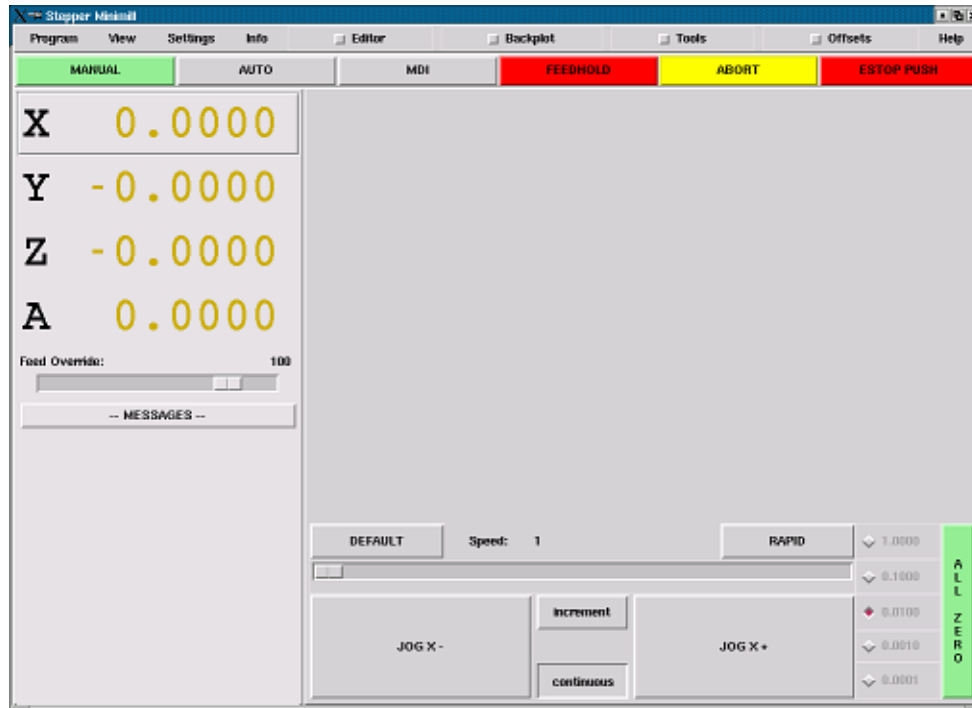 Stepper Minimill
Program View Settings Info Editor Backplot Tools Offsets Help
MANUAL AUTO MDI FEEDHOLD ABORT ESTOP PUSH
X 0.0000
Y -0.0000
Z -0.0000
A 0.0000
Feed Override: 100
-- MESSAGES --
DEFAULT Speed: 1 RAPID
1.0000
0.1000
0.0100
0.0010
0.0001
JOG X -
increment
continuous
JOG X +
ALL ZERO